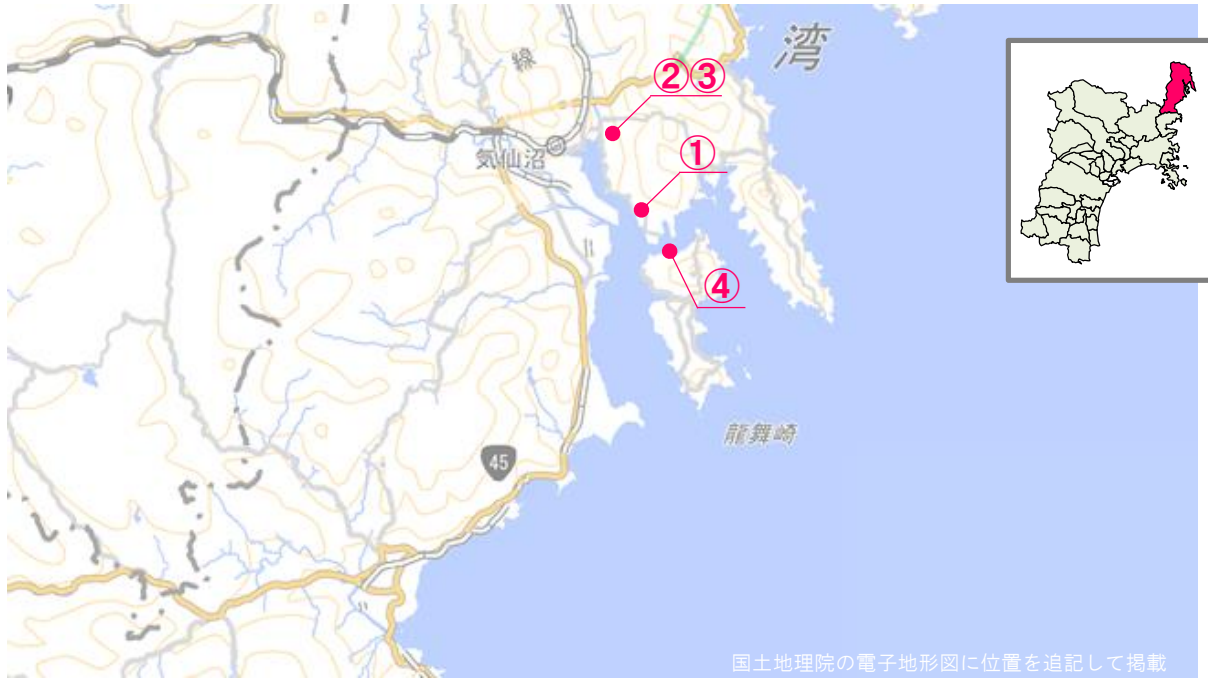 湾
②③
線
①
気仙沼
④
龍舞崎
45
国土地理院の電子地形図に位置を追記して掲載